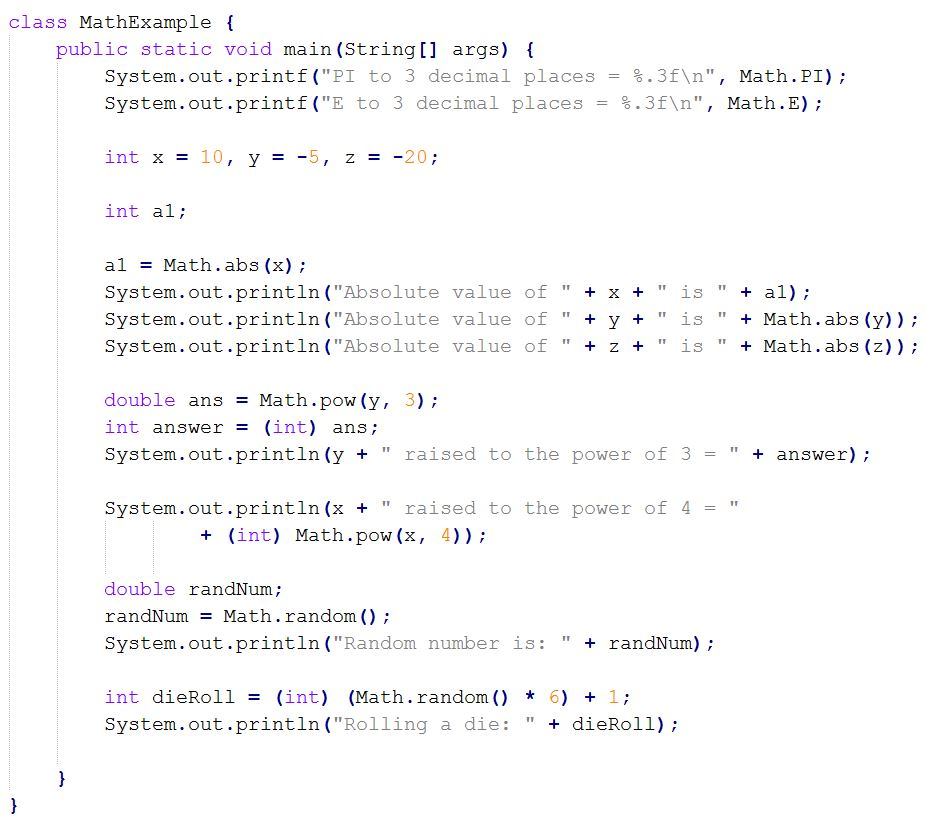 class MathExample {
    public static void main(String[] args) {
        System.out.printf("PI to 3 decimal places = %.3f\n", Math.PI);
        System.out.printf("E to 3 decimal places = %.3f\n", Math.E);

        int x = 10, y = -5, z = -20;

        int a1;

        a1 = Math.abs(x);
        System.out.println("Absolute value of " + x + " is " + a1);
        System.out.println("Absolute value of " + y + " is " + Math.abs(y));
        System.out.println("Absolute value of " + z + " is " + Math.abs(z));

        double ans = Math.pow(y, 3);
        int answer = (int) ans;
        System.out.println(y + " raised to the power of 3 = " + answer);

        System.out.println(x + " raised to the power of 4 = "
                + (int) Math.pow(x, 4));

        double randNum;
        randNum = Math.random();
        System.out.println("Random number is: " + randNum);

        int dieRoll = (int) (Math.random() * 6) + 1;
        System.out.println("Rolling a die: " + dieRoll);

    }
}